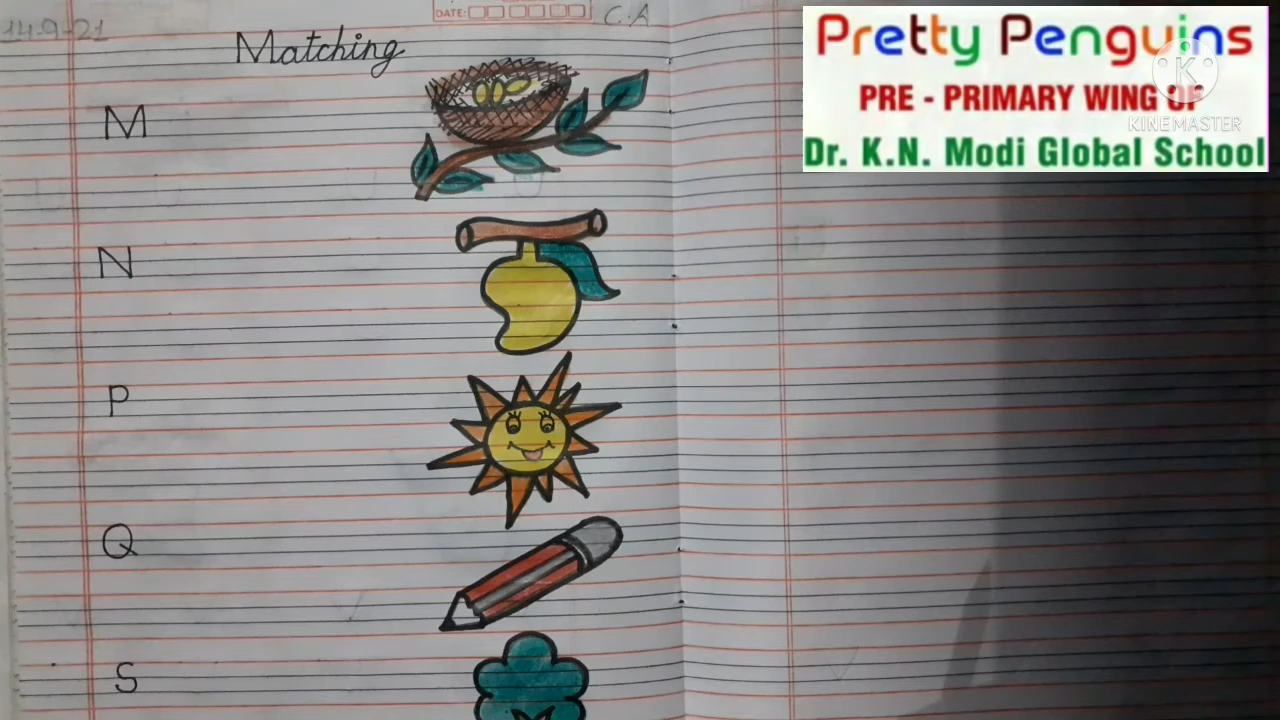 14-9-21
DATE:
C.A
Matching
M
N
P
Q
S
Pretty Penguins
PRE - PRIMARY WING OF
Dr. K.N. Modi Global School
K
KINEMASTER